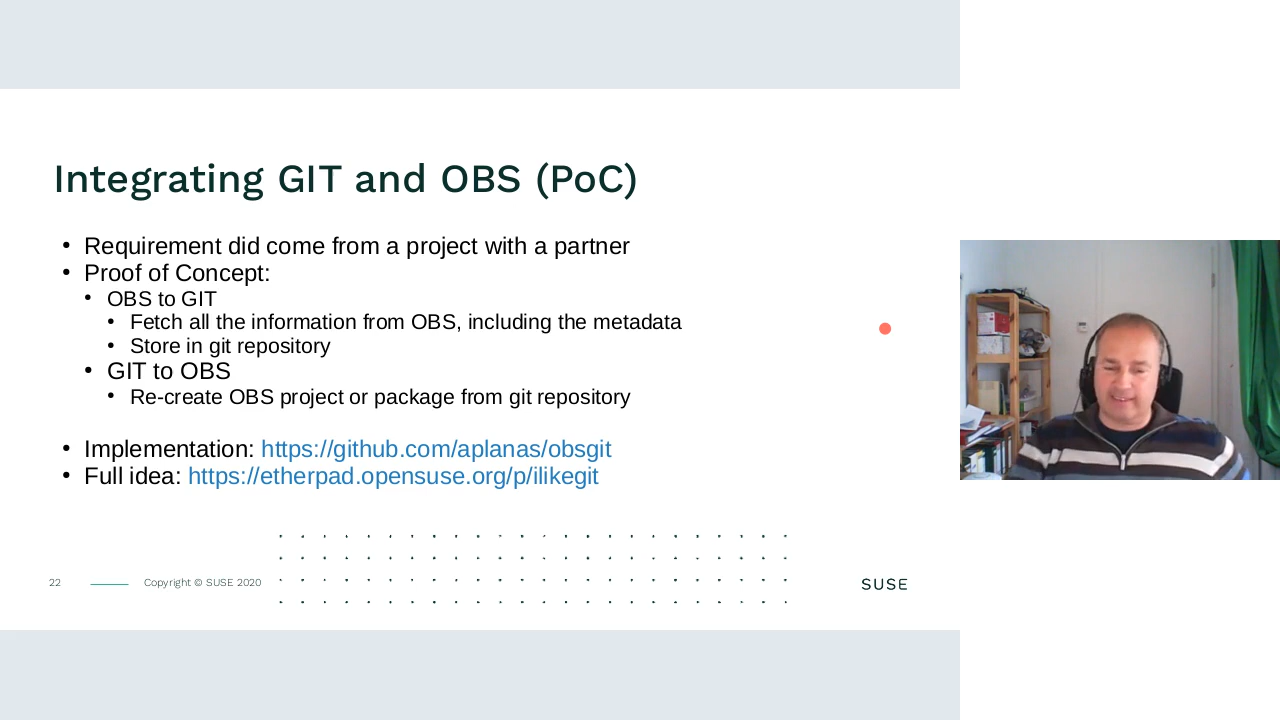 Integrating GIT and OBS (PoC)
• Requirement did come from a project with a partner
• Proof of Concept:
• OBS to GIT
• Fetch all the information from OBS, including the metadata
• Store in git repository
• GIT to OBS
• Re-create OBS project or package from git repository
• Implementation: https://github.com/aplanas/obsgit
• Full idea: https://etherpad.opensuse.org/p/ilikegit
22 Copyright © SUSE 2020 SUSE